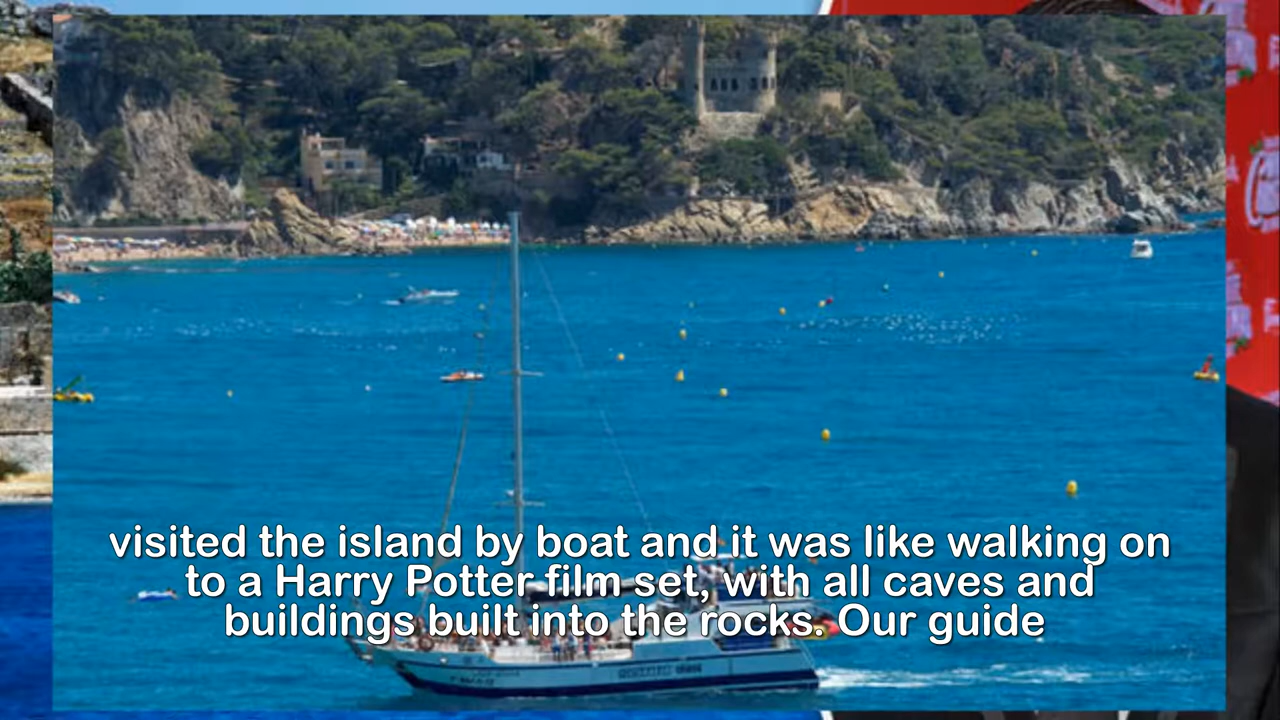 visited the island by boat and it was like walking on
to a Harry Potter film set, with all caves and
buildings built into the rocks. Our guide